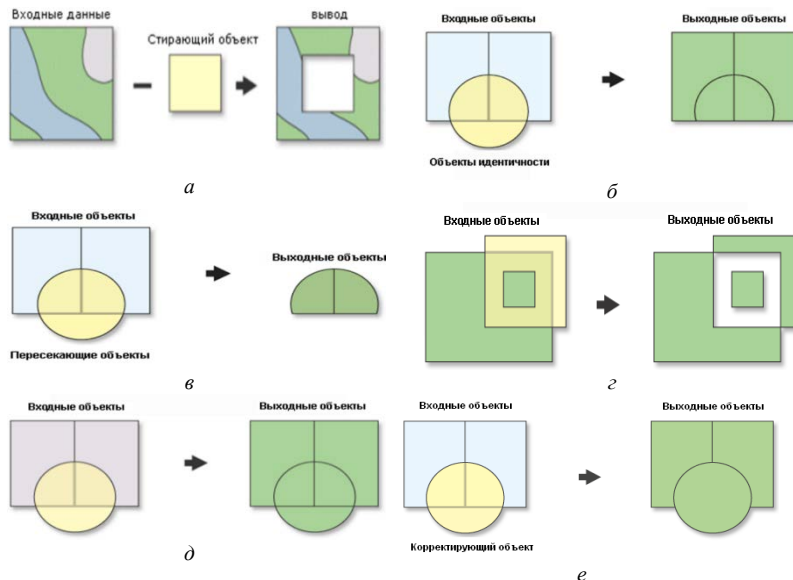 Входные данные
Стирающий объект
вывод
а
Входные объекты
Выходные объекты
Объекты идентичности
б
Входные объекты
Выходные объекты
Пересекающие объекты
в
Входные объекты
Выходные объекты
г
Входные объекты
Выходные объекты
д
Входные объекты
Выходные объекты
Корректирующий объект
е